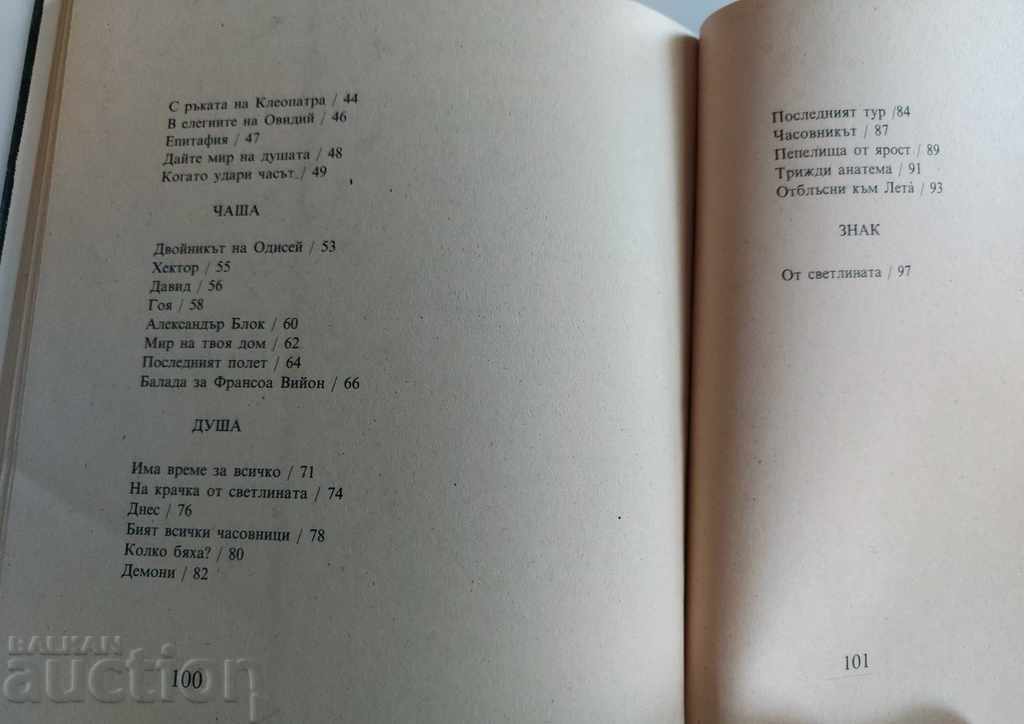 С ръката на Клеопатра / 44
В елегиите на Овидий / 46
Епитафия / 47
Дайте мир на душата / 48
Когато удари часът / 49
ЧАША
Двойникът на Одисей / 53
Хектор / 55
Давид / 56
Гоя / 58
Александър Блок / 60
Мир на твоя дом / 62
Последният полет / 64
Балада за Франсоа Вийон / 66
ДУША
Има време за всичко / 71
На крачка от светлината / 74
Днес / 76
Бият всички часовници / 78
Колко бяха? / 80
Демони / 82
100
Последният тур /84
Часовникът / 87
Пепелища от ярост / 89
Трижди анатема / 91
Отблъсни към Лета / 93
ЗНАК
От светлината / 97
101
BALKAN
auction